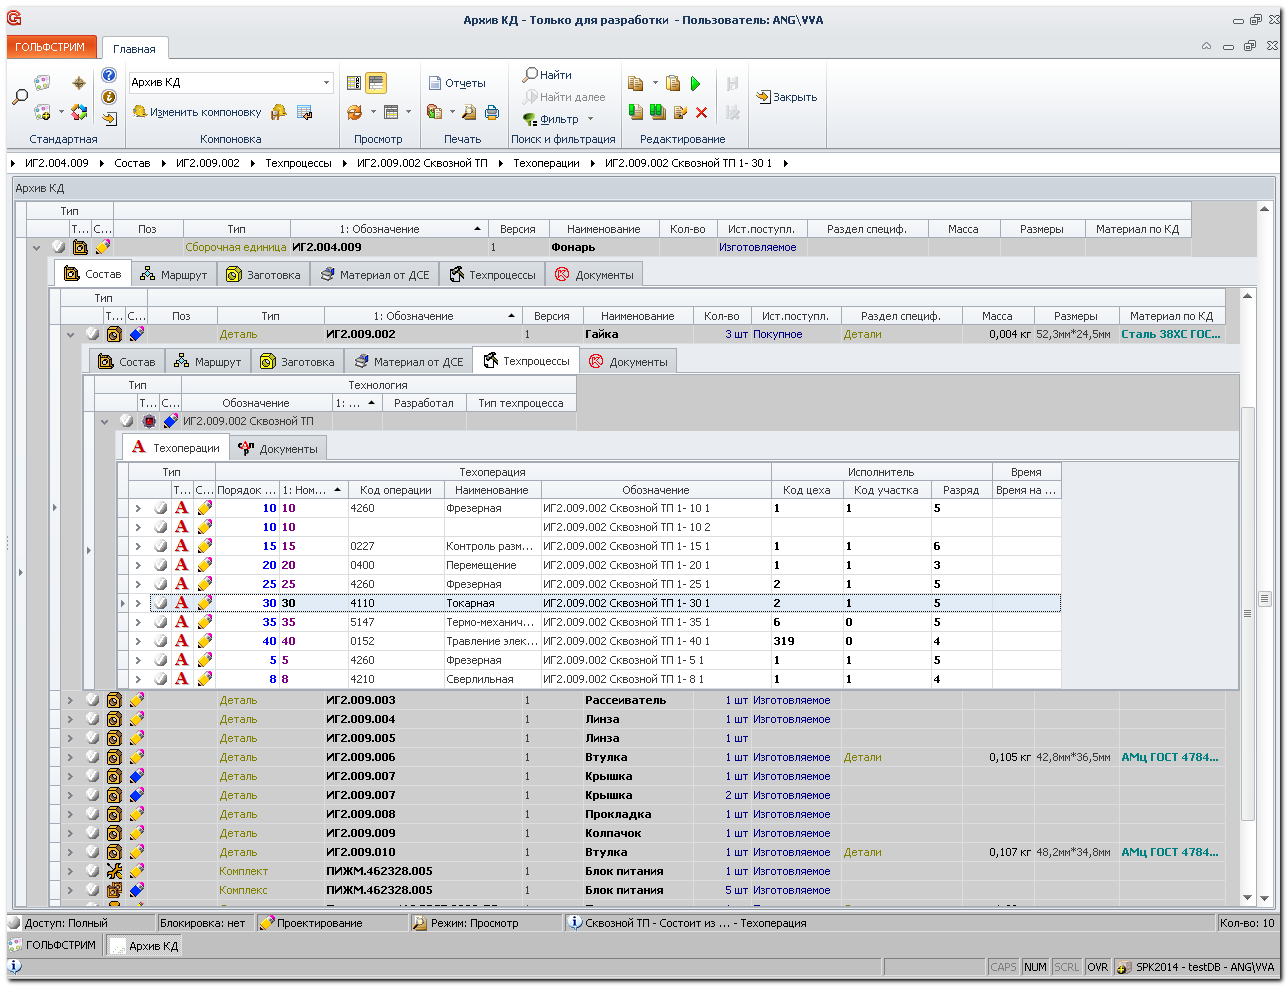 Архив КД - Только для разработки - Пользователь: ANG\VVA
ГОЛЬФСТРИМ Главная
Архив КД
Изменить компоновку
Отчеты
Найти
Найти далее
Фильтр
Закрыть
Стандартная Компоновка Просмотр Печать Поиск и фильтрация Редактирование
ИГ2.004.009 Состав ИГ2.009.002 Техпроцессы ИГ2.009.002 Сквозной ТП Техоперации ИГ2.009.002 Сквозной ТП 1- 30 1
Архив КД
Тип
Т... С... Поз Тип 1: Обозначение Версия Наименование Кол-во Ист.поступл. Раздел специф. Масса Размеры Материал по КД
Сборочная единица ИГ2.004.009 1 Фонарь Изготовляемое
Состав Маршрут Заготовка Материал от ДСЕ Техпроцессы Документы
Тип
Т... С... Поз Тип 1: Обозначение Версия Наименование Кол-во Ист.поступл. Раздел специф. Масса Размеры Материал по КД
Деталь ИГ2.009.002 1 Гайка 3 шт Покупное Детали 0,004 кг 52,3мм*24,5мм Сталь 38ХС ГОС...
Состав Маршрут Заготовка Материал от ДСЕ Техпроцессы Документы
Тип Технология
Т... С... Обозначение 1: ... Разработал Тип техпроцесса
ИГ2.009.002 Сквозной ТП
Техоперации Документы
Тип Техоперация Исполнитель Время
Т... С... Порядок ... 1: Ном... Код операции Наименование Обозначение Код цеха Код участка Разряд Время на ...
10 10 4260 Фрезерная ИГ2.009.002 Сквозной ТП 1- 10 1 1 1 5
10 10 ИГ2.009.002 Сквозной ТП 1- 10 2
15 15 0227 Контроль разм... ИГ2.009.002 Сквозной ТП 1- 15 1 1 1 6
20 20 0400 Перемещение ИГ2.009.002 Сквозной ТП 1- 20 1 1 1 3
25 25 4260 Фрезерная ИГ2.009.002 Сквозной ТП 1- 25 1 2 1 5
30 30 4110 Токарная ИГ2.009.002 Сквозной ТП 1- 30 1 2 1 5
35 35 5147 Термо-механич... ИГ2.009.002 Сквозной ТП 1- 35 1 6 0 5
40 40 0152 Травление элек... ИГ2.009.002 Сквозной ТП 1- 40 1 319 0 4
5 5 4260 Фрезерная ИГ2.009.002 Сквозной ТП 1- 5 1 1 1 5
8 8 4210 Сверлильная ИГ2.009.002 Сквозной ТП 1- 8 1 1 1 4
Деталь ИГ2.009.003 1 Рассеиватель 1 шт Изготовляемое
Деталь ИГ2.009.004 1 Линза 1 шт Изготовляемое
Деталь ИГ2.009.005 1 Линза 1 шт
Деталь ИГ2.009.006 1 Втулка 1 шт Изготовляемое Детали 0,105 кг 42,8мм*36,5мм АМц ГОСТ 4784...
Деталь ИГ2.009.007 1 Крышка 1 шт Изготовляемое
Деталь ИГ2.009.007 1 Крышка 2 шт Изготовляемое
Деталь ИГ2.009.008 1 Прокладка 1 шт Изготовляемое
Деталь ИГ2.009.009 1 Колпачок 1 шт Изготовляемое
Деталь ИГ2.009.010 1 Втулка 1 шт Изготовляемое Детали 0,107 кг 48,2мм*34,8мм АМц ГОСТ 4784...
Комплект ПИЖМ.462328.005 1 Блок питания 1 шт Изготовляемое
Комплекс ПИЖМ.462328.005 1 Блок питания 5 шт Изготовляемое
Доступ: Полный Блокировка: нет Проектирование Режим: Просмотр Сквозной ТП - Состоит из ... - Техоперация Кол-во: 10
ГОЛЬФСТРИМ Архив КД
CAPS NUM SCRL OVR SPK2014 - testDB - ANG\VVA